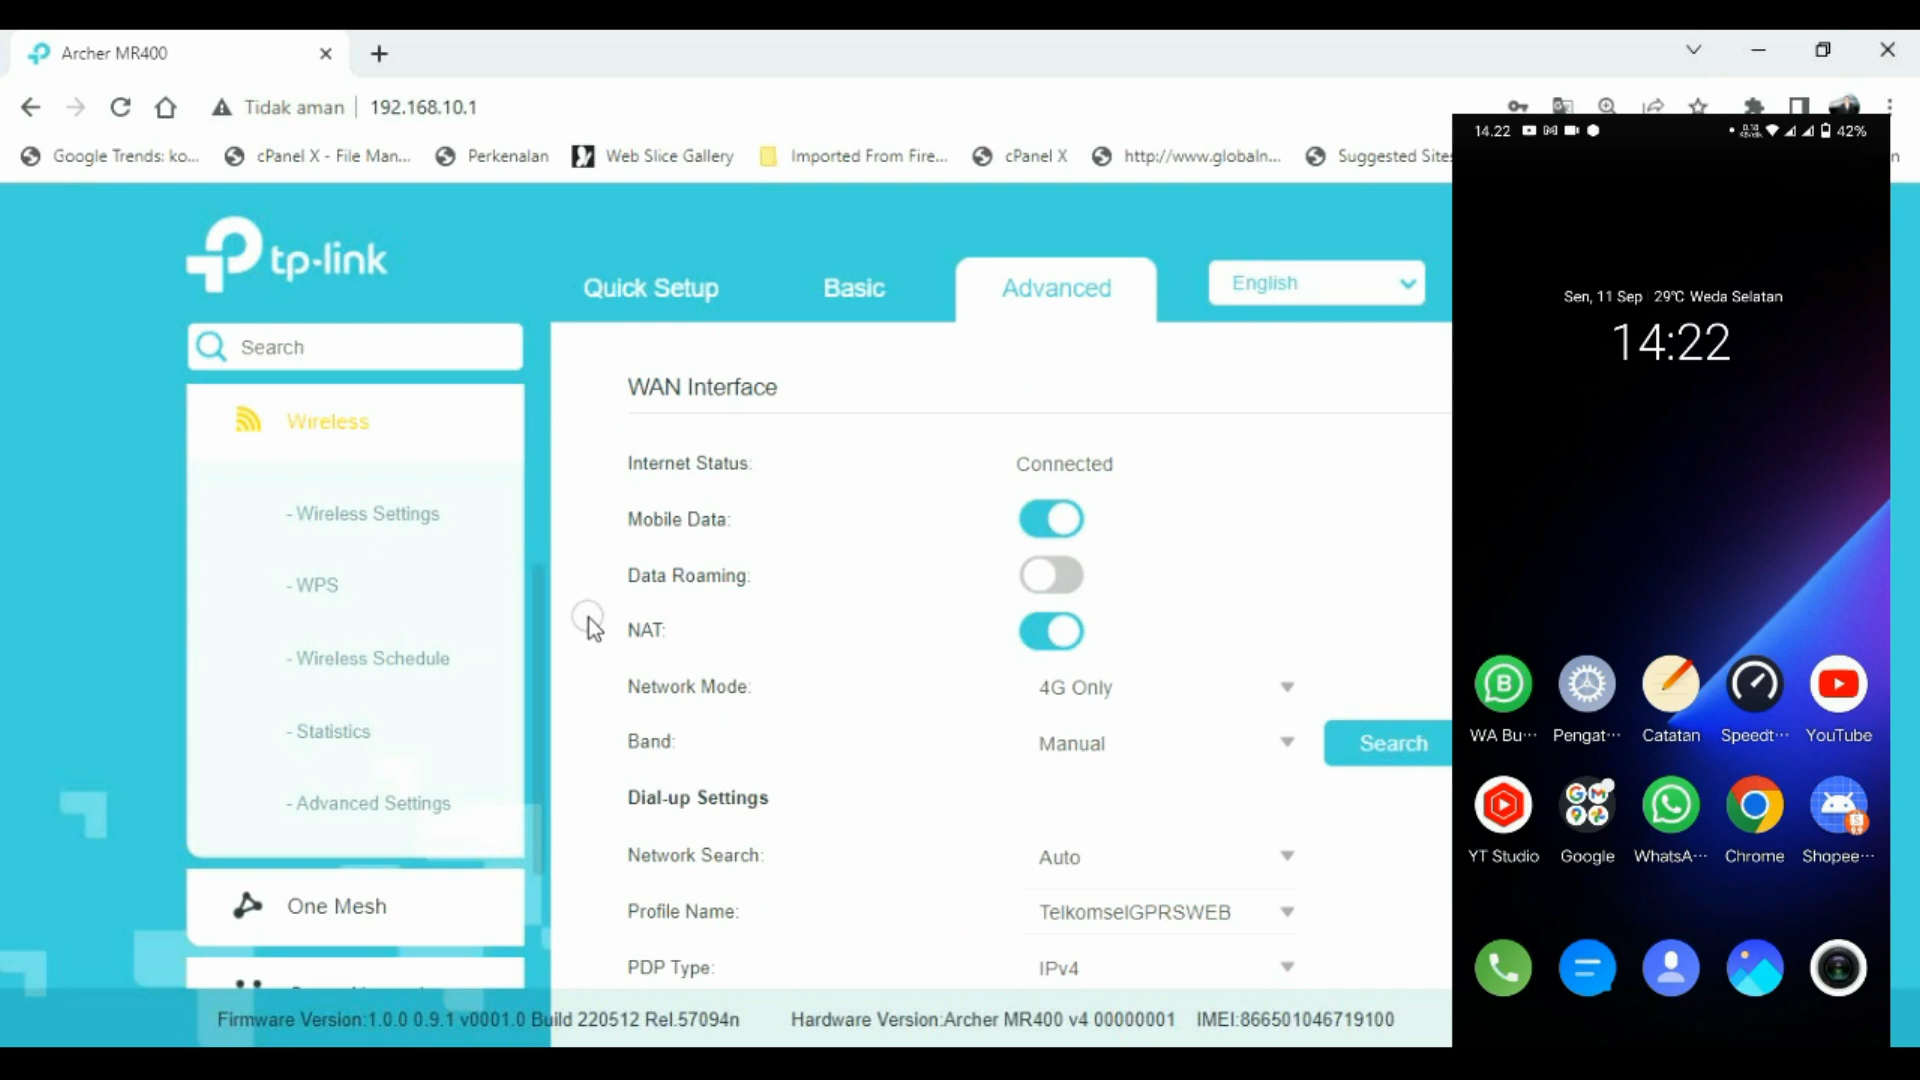 Archer MR400
Tidak aman | 192.168.10.1
Google Trends: ko... cPanel X - File Man... Perkenalan Web Slice Gallery Imported From Fire... cPanel X http://www.globaln... Suggested Sites
tp-link
Quick Setup Basic Advanced English
Search
Wireless
- Wireless Settings
- WPS
- Wireless Schedule
- Statistics
- Advanced Settings
One Mesh
WAN Interface
Internet Status: Connected
Mobile Data:
Data Roaming:
NAT:
Network Mode: 4G Only
Band: Manual Search
Dial-up Settings
Network Search: Auto
Profile Name: TelkomselGPRSWEB
PDP Type: IPv4
Firmware Version:1.0.0 0.9.1 v0001.0 Build 220512 Rel.57094n Hardware Version:Archer MR400 v4 00000001 IMEI:866501046719100
14.22 42%
Sen, 11 Sep 29°C Weda Selatan
14:22
WA Bu... Pengat... Catatan Speedt... YouTube
YT Studio Google WhatsA... Chrome Shopee...